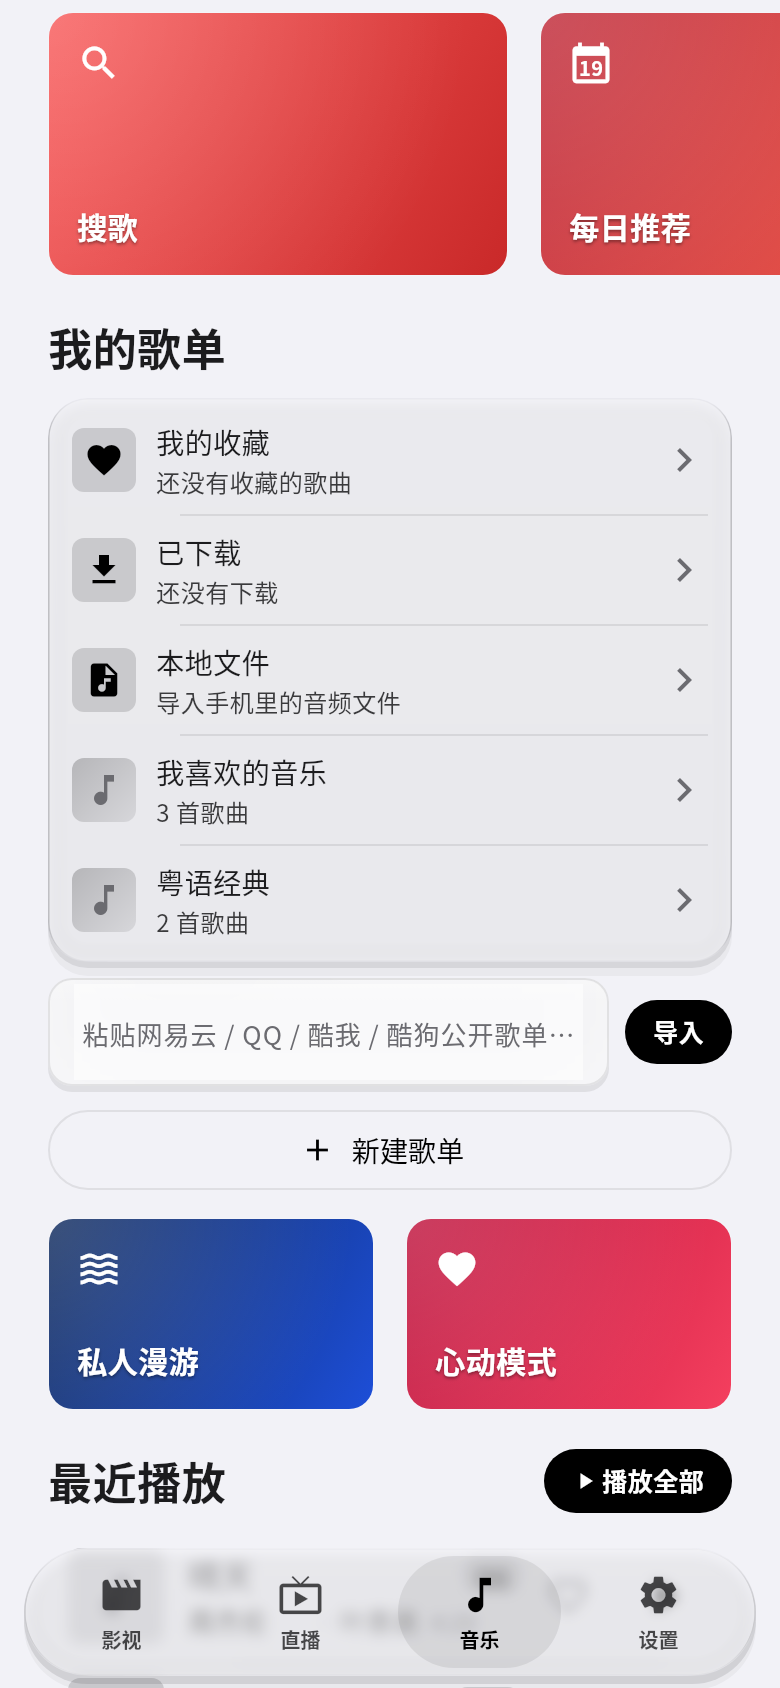 19
搜歌
每日推荐
我的歌单
我的收藏
还没有收藏的歌曲
已下载
还没有下载
本地文件
导入手机里的音频文件
我喜欢的音乐
3 首歌曲
粤语经典
2 首歌曲
粘贴网易云 / QQ / 酷我 / 酷狗公开歌单…
导入
新建歌单
私人漫游
心动模式
最近播放
播放全部
影视
直播
音乐
设置